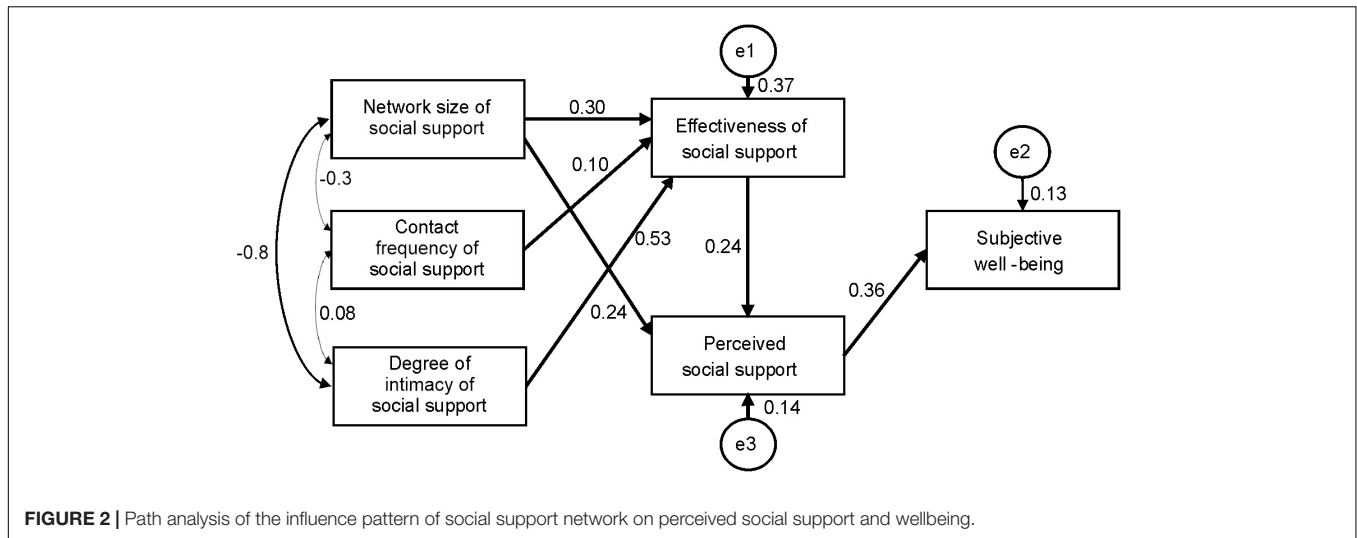 e1
0.37
Network size of
social support
0.30
Effectiveness of
social support
e2
-0.3
0.10
0.13
Contact
frequency of
social support
Subjective
well -being
-0.8
0.53
0.24
0.36
0.08
0.24
Degree of
intimacy of
social support
Perceived
social support
0.14
e3
FIGURE 2 | Path analysis of the influence pattern of social support network on perceived social support and wellbeing.